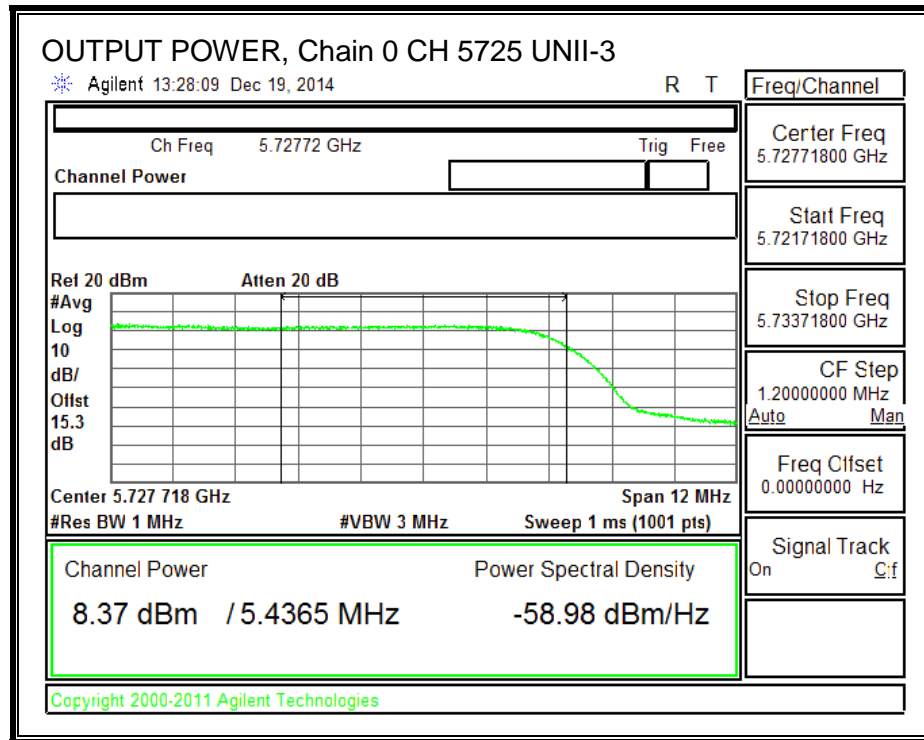 OUTPUT POWER, Chain 0 CH 5725 UNII-3
Agilent 13:28:09 Dec 19, 2014 R T
Freq/Channel
Ch Freq 5.72772 GHz Trig Free
Channel Power
Center Freq
5.72771800 GHz
Start Freq
5.72171800 GHz
Stop Freq
5.73371800 GHz
CF Step
1.20000000 MHz
Auto Man
Freq Offset
0.00000000 Hz
Signal Track
On Off
Ref 20 dBm Atten 20 dB
#Avg
Log
10
dB/
Offst
15.3
dB
Center 5.727 718 GHz Span 12 MHz
#Res BW 1 MHz #VBW 3 MHz Sweep 1 ms (1001 pts)
Channel Power Power Spectral Density
8.37 dBm / 5.4365 MHz -58.98 dBm/Hz
Copyright 2000-2011 Agilent Technologies